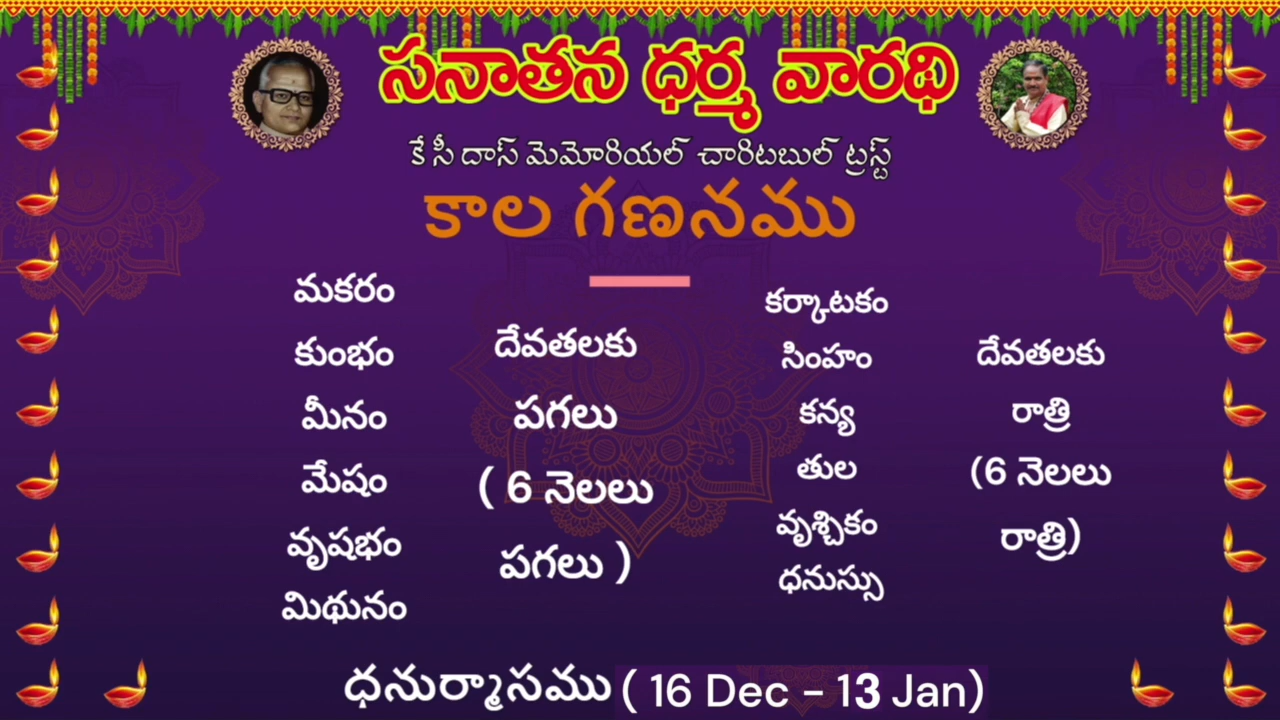 సనాతన ధర్మ వారధి
కే సీ దాస్ మెమోరియల్ చారిటబుల్ ట్రస్ట్
కాల గణనము
మకరం
కుంభం
మీనం
మేషం
వృషభం
మిథునం
దేవతలకు
పగలు
( 6 నెలలు
పగలు )
కర్కాటకం
సింహం
కన్య
తుల
వృశ్చికం
ధనుస్సు
దేవతలకు
రాత్రి
(6 నెలలు
రాత్రి)
ధనుర్మాసము ( 16 Dec - 13 Jan)